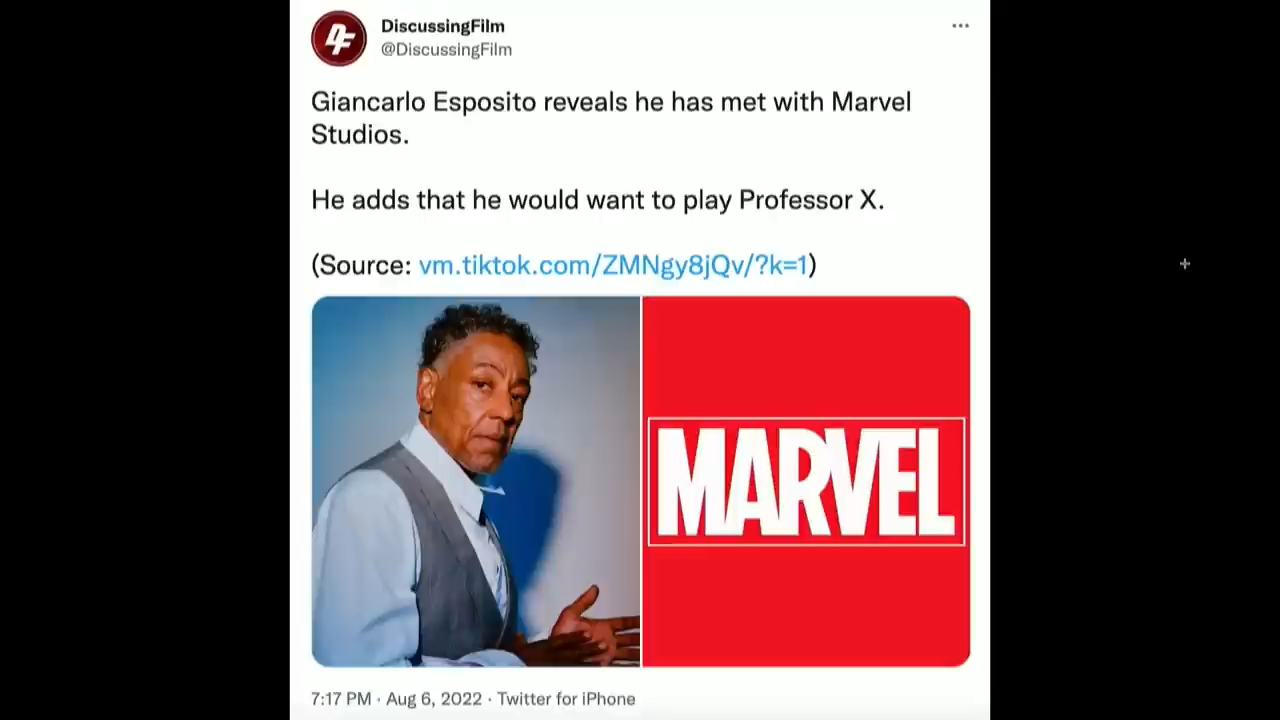 DiscussingFilm
@DiscussingFilm
Giancarlo Esposito reveals he has met with Marvel
Studios.
He adds that he would want to play Professor X.
(Source: vm.tiktok.com/ZMNgy8jQv/?k=1)
MARVEL
7:17 PM · Aug 6, 2022 · Twitter for iPhone